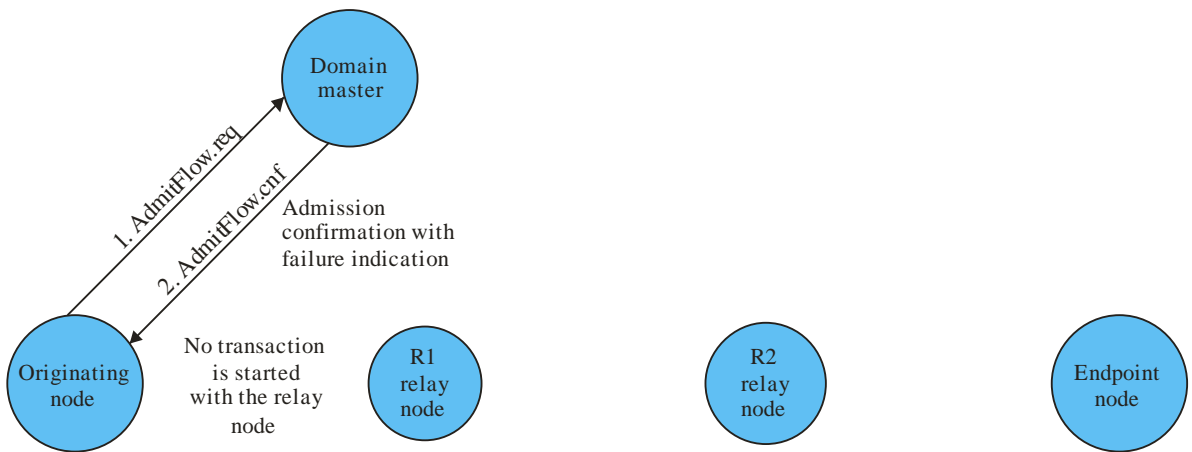 Domain
master
1. AdmitFlow.req
2. AdmitFlow.cnf
Admission
confirmation with
failure indication
Originating
node
No transaction
is started
with the relay
node
R1
relay
node
R2
relay
node
Endpoint
node